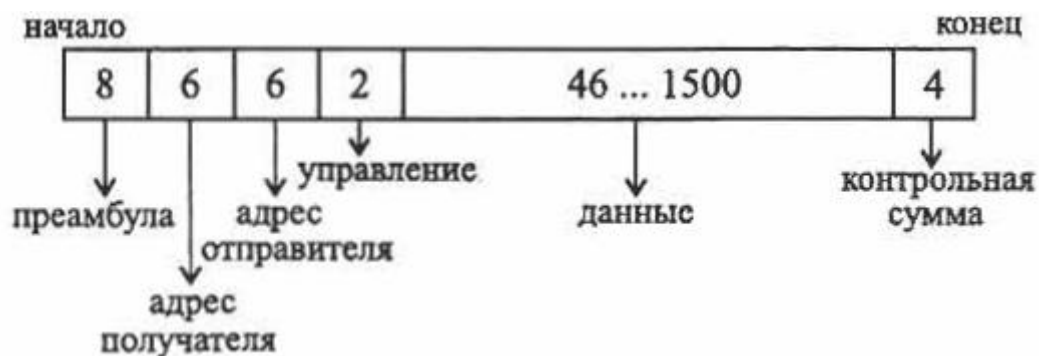 начало
конец
8 6 6 2 46 ... 1500 4
управление
преамбула
адрес
отправителя
данные
контрольная
сумма
адрес
получателя